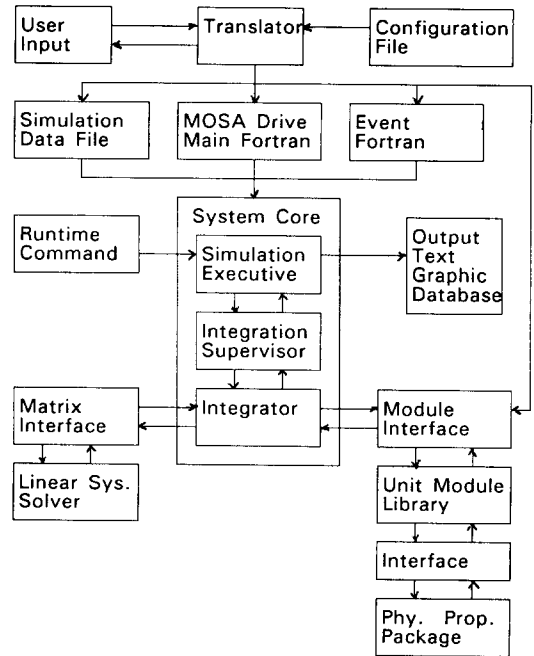 User
Input
Translator
Configuration
File
Simulation
Data File
MOSA Drive
Main Fortran
Event
Fortran
System Core
Runtime
Command
Simulation
Executive
Output
Text
Graphic
Database
Integration
Supervisor
Matrix
Interface
Integrator
Module
Interface
Linear Sys.
Solver
Unit Module
Library
Interface
Phy. Prop.
Package